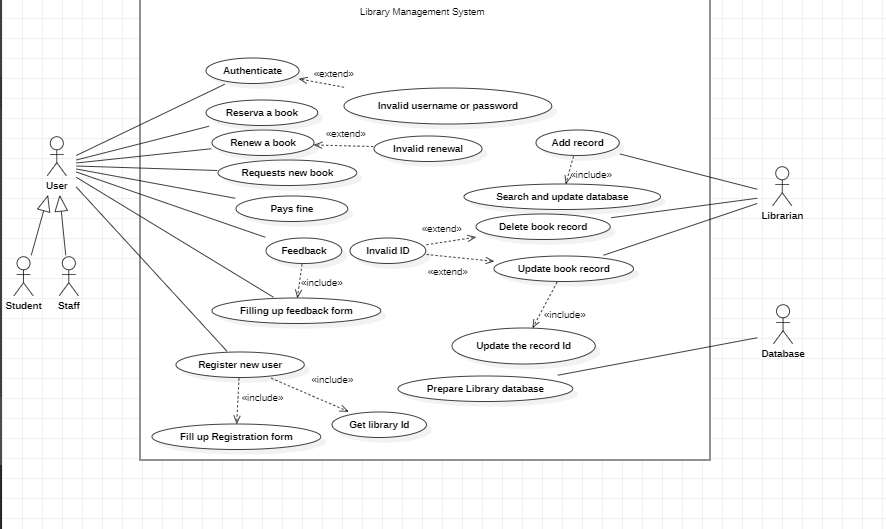 Library Management System
Authenticate
«extend»
Invalid username or password
Reserva a book
Renew a book
«extend»
Invalid renewal
Add record
Requests new book
«include»
User
Search and update database
Librarian
Pays fine
Delete book record
«extend»
Feedback
Invalid ID
Update book record
«extend»
«include»
Student
Staff
Filling up feedback form
«include»
Update the record Id
Database
Register new user
«include»
Prepare Library database
«include»
Get library Id
Fill up Registration form